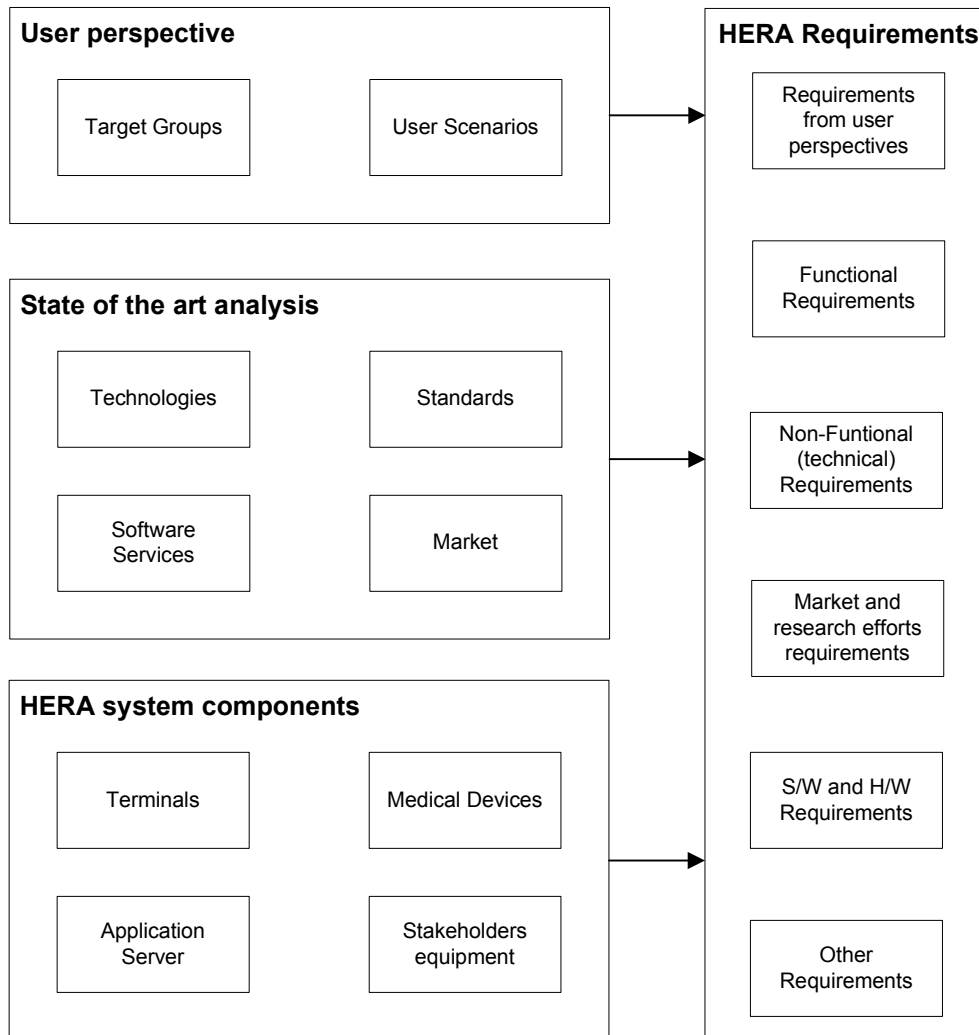 User perspective
Target Groups
User Scenarios
State of the art analysis
Technologies
Standards
Software
Services
Market
HERA system components
Terminals
Medical Devices
Application
Server
Stakeholders
equipment
HERA Requirements
Requirements
from user
perspectives
Functional
Requirements
Non-Funtional
(technical)
Requirements
Market and
research efforts
requirements
S/W and H/W
Requirements
Other
Requirements